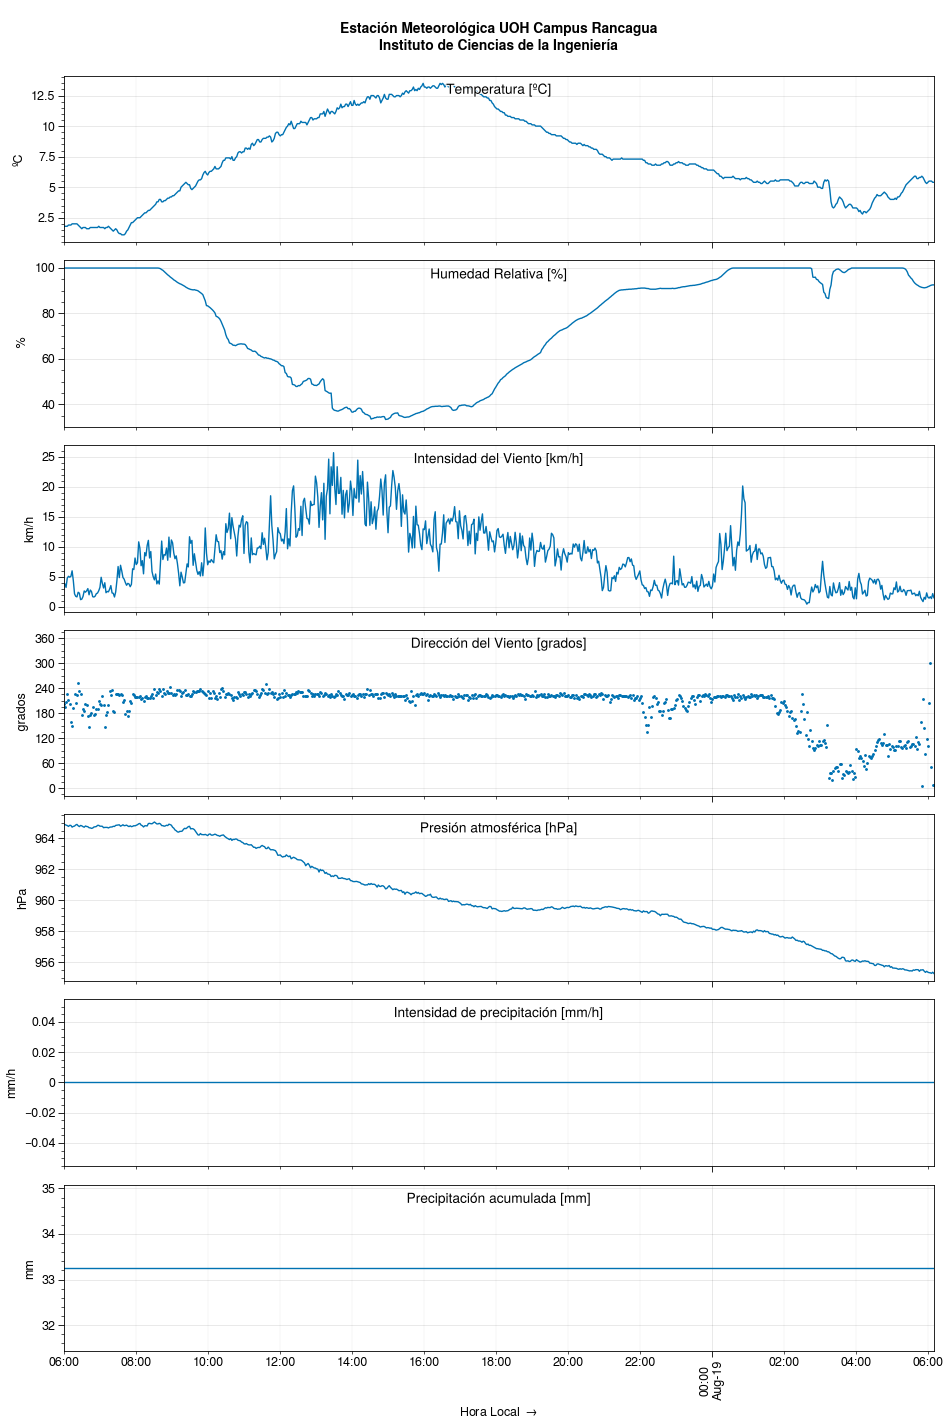 Estación Meteorológica UOH Campus Rancagua
Instituto de Ciencias de la Ingeniería
Temperatura [ºC]
ºC
12.5
10
7.5
5
2.5
Humedad Relativa [%]
%
100
80
60
40
Intensidad del Viento [km/h]
km/h
25
20
15
10
5
0
Dirección del Viento [grados]
grados
360
300
240
180
120
60
0
Presión atmosférica [hPa]
hPa
964
962
960
958
956
Intensidad de precipitación [mm/h]
mm/h
0.04
0.02
0
−0.02
−0.04
Precipitación acumulada [mm]
mm
35
34
33
32
06:00 08:00 10:00 12:00 14:00 16:00 18:00 20:00 22:00 00:00 02:00 04:00 06:00
Aug-19
Hora Local →